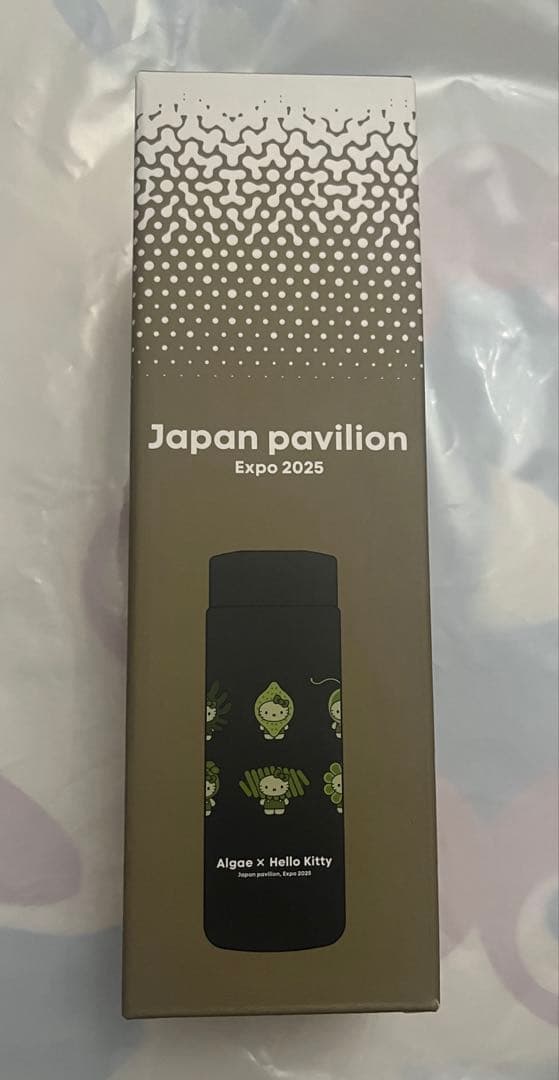 Japan pavilion
Expo 2025
Algae × Hello Kitty
Japan pavilion, Expo 2025